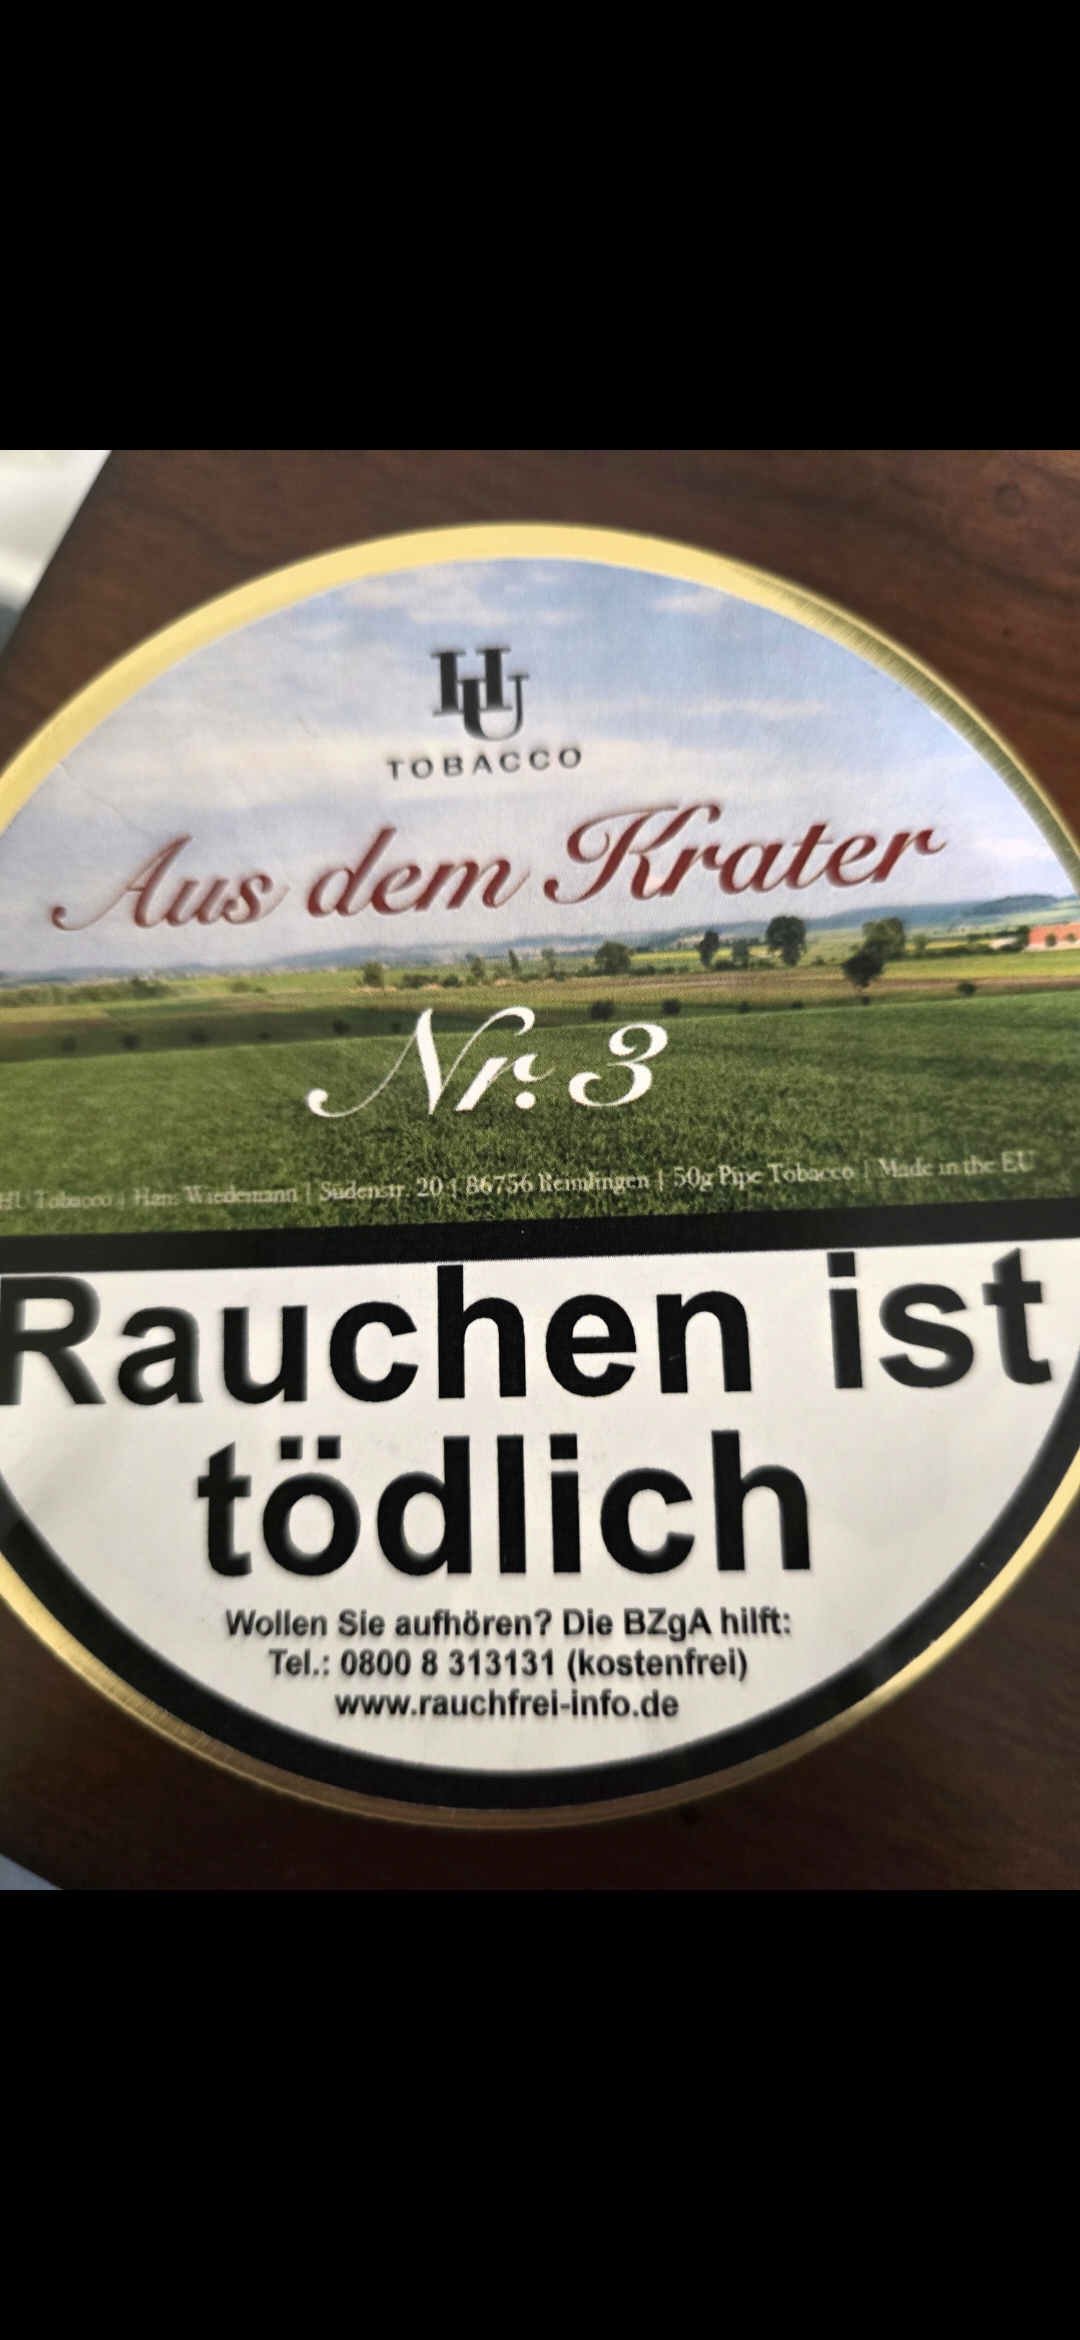 HU
TOBACCO
Aus dem Krater
Nr. 3
HU Tobacco | Hans Wiedemann | Südenstr. 20 | 86756 Reimlingen | 50g Pipe Tobacco | Made in the EU
Rauchen ist
tödlich
Wollen Sie aufhören? Die BZgA hilft:
Tel.: 0800 8 313131 (kostenfrei)
www.rauchfrei-info.de